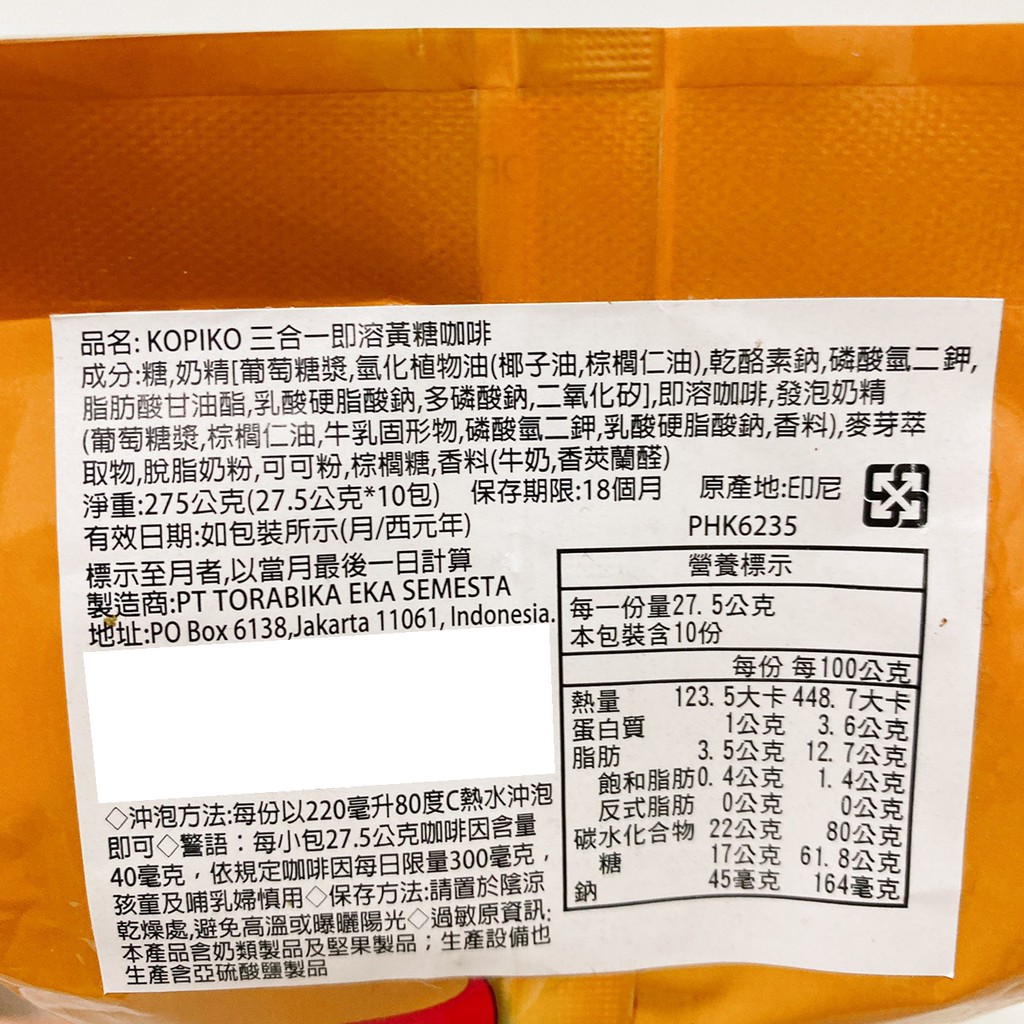 品名: KOPIKO 三合一即溶黃糖咖啡
成分:糖,奶精[葡萄糖漿,氫化植物油(椰子油,棕櫚仁油),乾酪素鈉,磷酸氫二鉀,
脂肪酸甘油酯,乳酸硬脂酸鈉,多磷酸鈉,二氧化矽],即溶咖啡,發泡奶精
(葡萄糖漿,棕櫚仁油,牛乳固形物,磷酸氫二鉀,乳酸硬脂酸鈉,香料),麥芽萃
取物,脫脂奶粉,可可粉,棕櫚糖,香料(牛奶,香莢蘭醛)
淨重:275公克(27.5公克*10包) 保存期限:18個月 原產地:印尼
有效日期:如包裝所示(月/西元年) PHK6235
標示至月者,以當月最後一日計算
製造商:PT TORABIKA EKA SEMESTA
地址:PO Box 6138,Jakarta 11061, Indonesia.
營養標示
每一份量27.5公克
本包裝含10份
每份 每100公克
熱量 123.5大卡 448.7大卡
蛋白質 1公克 3.6公克
脂肪 3.5公克 12.7公克
飽和脂肪 0.4公克 1.4公克
反式脂肪 0公克 0公克
碳水化合物 22公克 80公克
糖 17公克 61.8公克
鈉 45毫克 164毫克
◇沖泡方法:每份以220毫升80度C熱水沖泡
即可◇警語：每小包27.5公克咖啡因含量
40毫克，依規定咖啡因每日限量300毫克，
孩童及哺乳婦慎用◇保存方法:請置於陰涼
乾燥處,避免高溫或曝曬陽光◇過敏原資訊:
本產品含奶類製品及堅果製品；生產設備也
生產含亞硫酸鹽製品